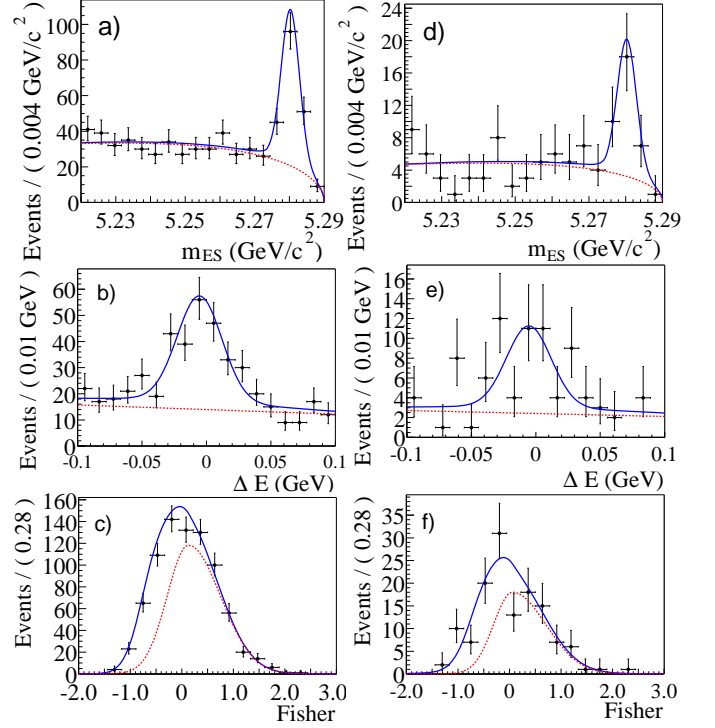 a)
Events / ( 0.004 GeV/c²)
100
80
60
40
20
0
5.23 5.25 5.27 5.29
mES (GeV/c²)
d)
Events / ( 0.004 GeV/c²)
24
20
16
12
8
4
0
5.23 5.25 5.27 5.29
mES (GeV/c²)
b)
Events / ( 0.01 GeV)
60
50
40
30
20
10
0
-0.1 -0.05 0 0.05 0.1
Δ E (GeV)
e)
Events / ( 0.01 GeV )
16
14
12
10
8
6
4
2
0
-0.1 -0.05 0 0.05 0.1
Δ E (GeV)
c)
Events / ( 0.28 )
160
140
120
100
80
60
40
20
0
-2.0 -1.0 0 1.0 2.0 3.0
Fisher
f)
Events / ( 0.28 )
35
30
25
20
15
10
5
0
-2.0 -1.0 0 1.0 2.0 3.0
Fisher